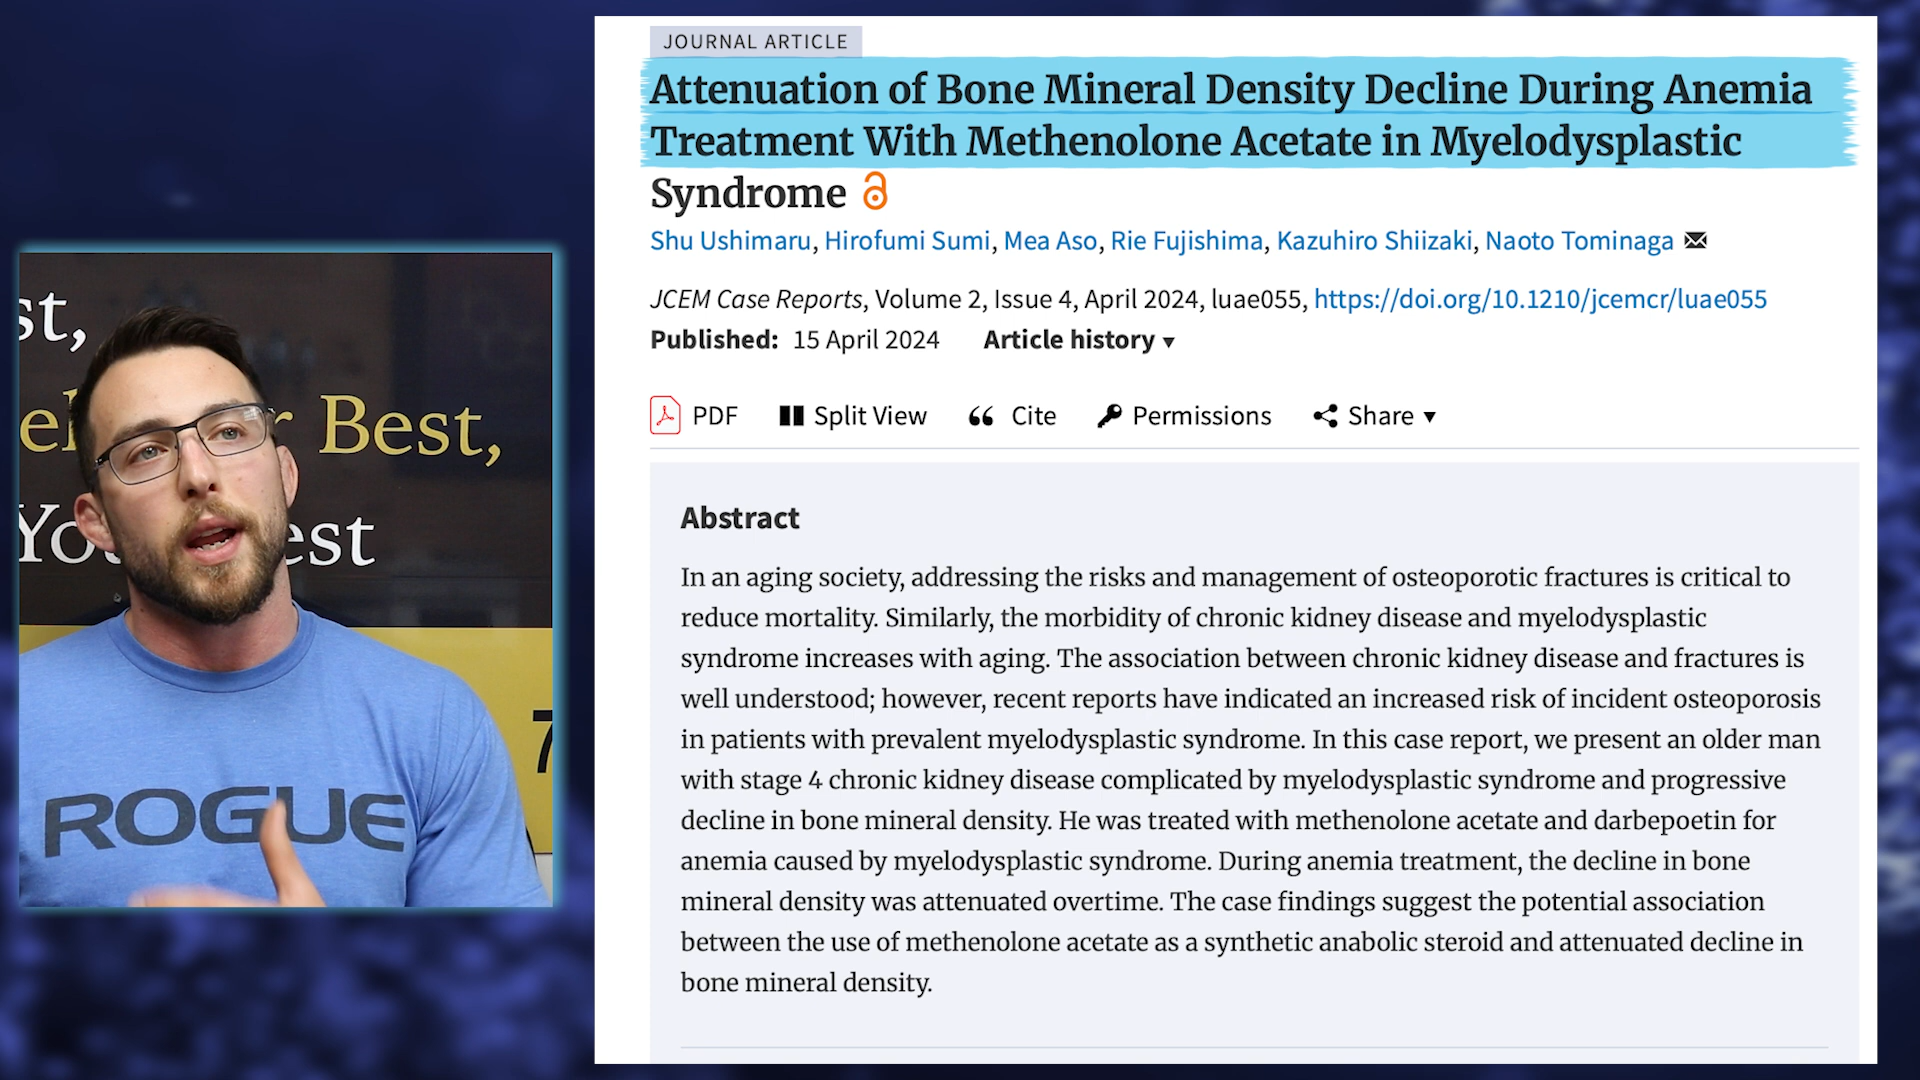 JOURNAL ARTICLE
Attenuation of Bone Mineral Density Decline During Anemia
Treatment With Methenolone Acetate in Myelodysplastic
Syndrome
Shu Ushimaru, Hirofumi Sumi, Mea Aso, Rie Fujishima, Kazuhiro Shiizaki, Naoto Tominaga
JCEM Case Reports, Volume 2, Issue 4, April 2024, luae055, https://doi.org/10.1210/jcemcr/luae055
Published: 15 April 2024 Article history
PDF Split View Cite Permissions Share
Abstract
In an aging society, addressing the risks and management of osteoporotic fractures is critical to
reduce mortality. Similarly, the morbidity of chronic kidney disease and myelodysplastic
syndrome increases with aging. The association between chronic kidney disease and fractures is
well understood; however, recent reports have indicated an increased risk of incident osteoporosis
in patients with prevalent myelodysplastic syndrome. In this case report, we present an older man
with stage 4 chronic kidney disease complicated by myelodysplastic syndrome and progressive
decline in bone mineral density. He was treated with methenolone acetate and darbepoetin for
anemia caused by myelodysplastic syndrome. During anemia treatment, the decline in bone
mineral density was attenuated overtime. The case findings suggest the potential association
between the use of methenolone acetate as a synthetic anabolic steroid and attenuated decline in
bone mineral density.
st,
Best,
est
7
ROGUE